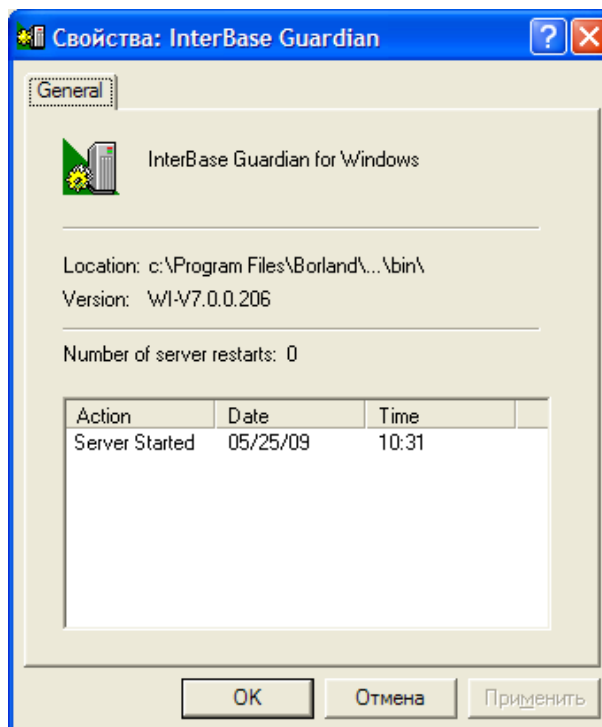 Свойства: InterBase Guardian
General
InterBase Guardian for Windows
Location: c:\Program Files\Borland\...\bin\
Version: WI-V7.0.0.206
Number of server restarts: 0
Action Date Time
Server Started 05/25/09 10:31
OK Отмена Применить